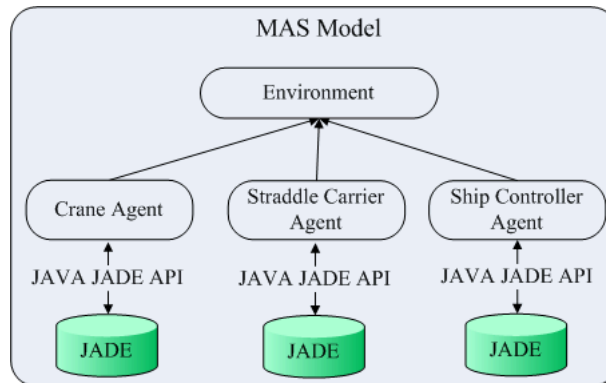 MAS Model
Environment
Crane Agent
Straddle Carrier
Agent
Ship Controller
Agent
JAVA JADE API
JAVA JADE API
JAVA JADE API
JADE
JADE
JADE